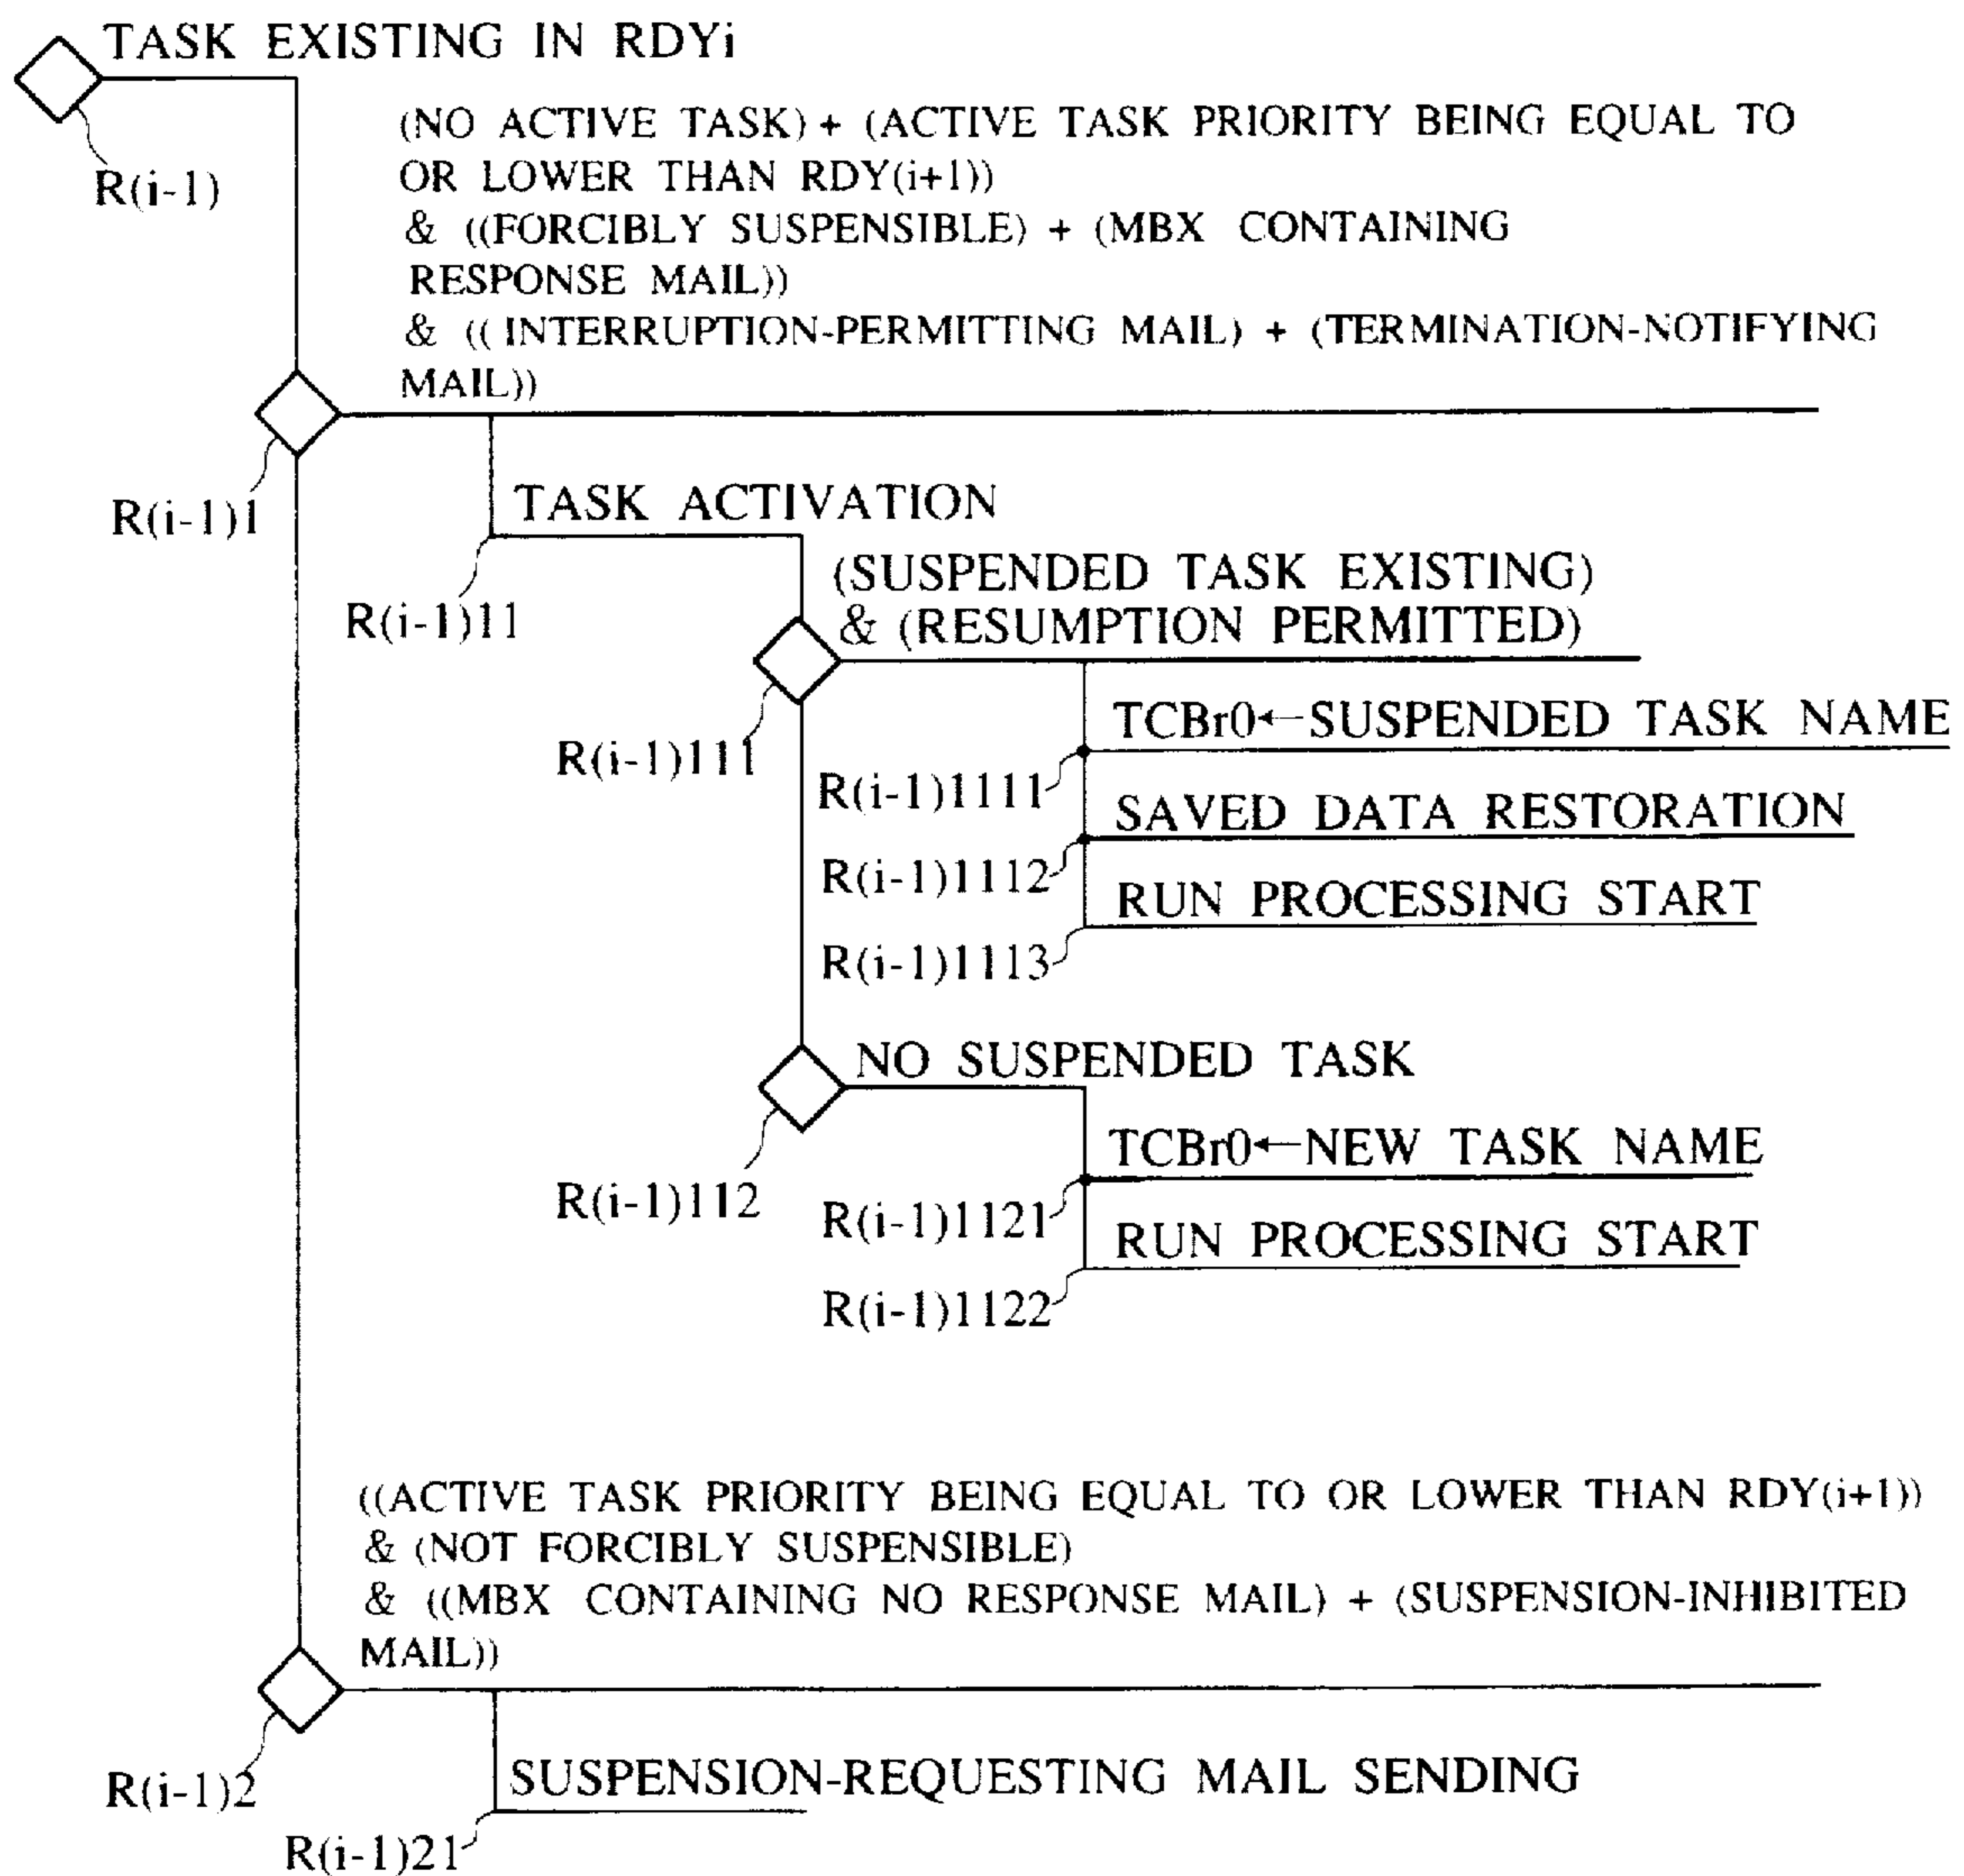 TASK EXISTING IN RDYi
R(i-1)
(NO ACTIVE TASK) + (ACTIVE TASK PRIORITY BEING EQUAL TO
OR LOWER THAN RDY(i+1))
& ((FORCIBLY SUSPENSIBLE) + (MBX CONTAINING
RESPONSE MAIL))
& (( INTERRUPTION-PERMITTING MAIL) + (TERMINATION-NOTIFYING
MAIL))
R(i-1)1
TASK ACTIVATION
R(i-1)11
(SUSPENDED TASK EXISTING)
& (RESUMPTION PERMITTED)
R(i-1)111
TCBr0←SUSPENDED TASK NAME
R(i-1)1111
SAVED DATA RESTORATION
R(i-1)1112
RUN PROCESSING START
R(i-1)1113
NO SUSPENDED TASK
R(i-1)112
TCBr0←NEW TASK NAME
R(i-1)1121
RUN PROCESSING START
R(i-1)1122
((ACTIVE TASK PRIORITY BEING EQUAL TO OR LOWER THAN RDY(i+1))
& (NOT FORCIBLY SUSPENSIBLE)
& ((MBX CONTAINING NO RESPONSE MAIL) + (SUSPENSION-INHIBITED
MAIL))
R(i-1)2
SUSPENSION-REQUESTING MAIL SENDING
R(i-1)21